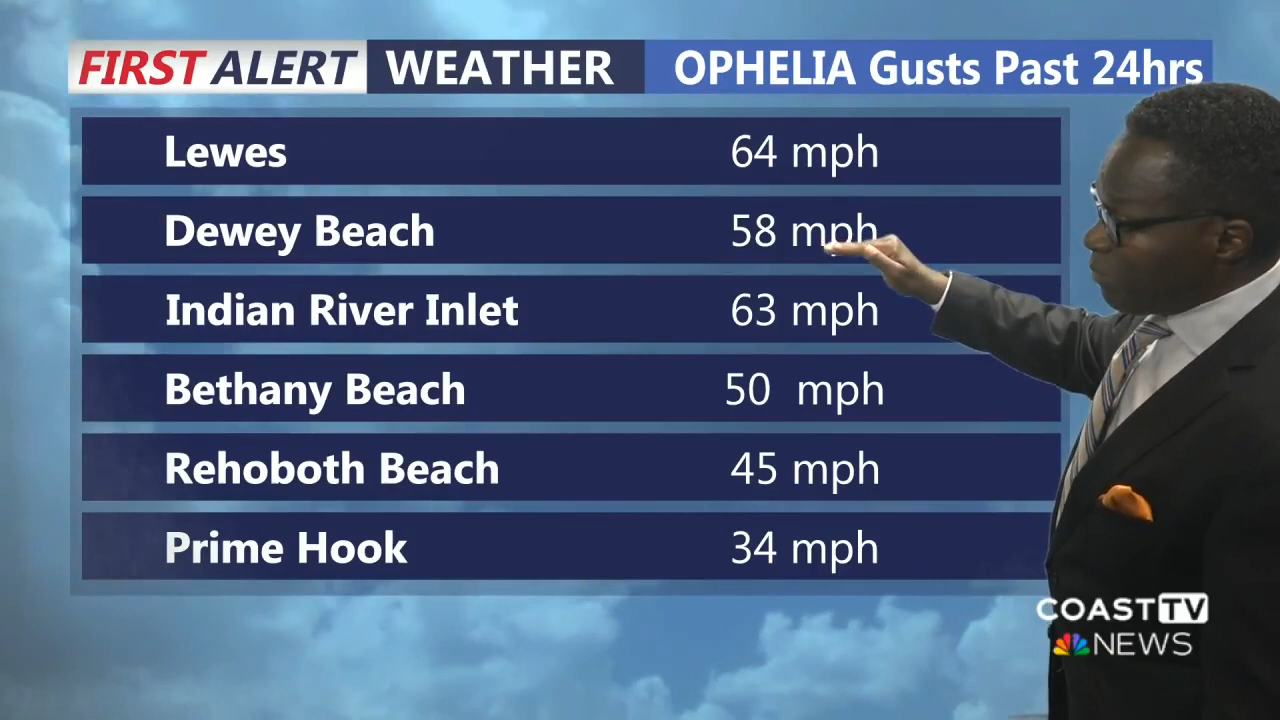 FIRST ALERT WEATHER OPHELIA Gusts Past 24hrs
Lewes 64 mph
Dewey Beach 58 mph
Indian River Inlet 63 mph
Bethany Beach 50 mph
Rehoboth Beach 45 mph
Prime Hook 34 mph
COAST TV
NEWS